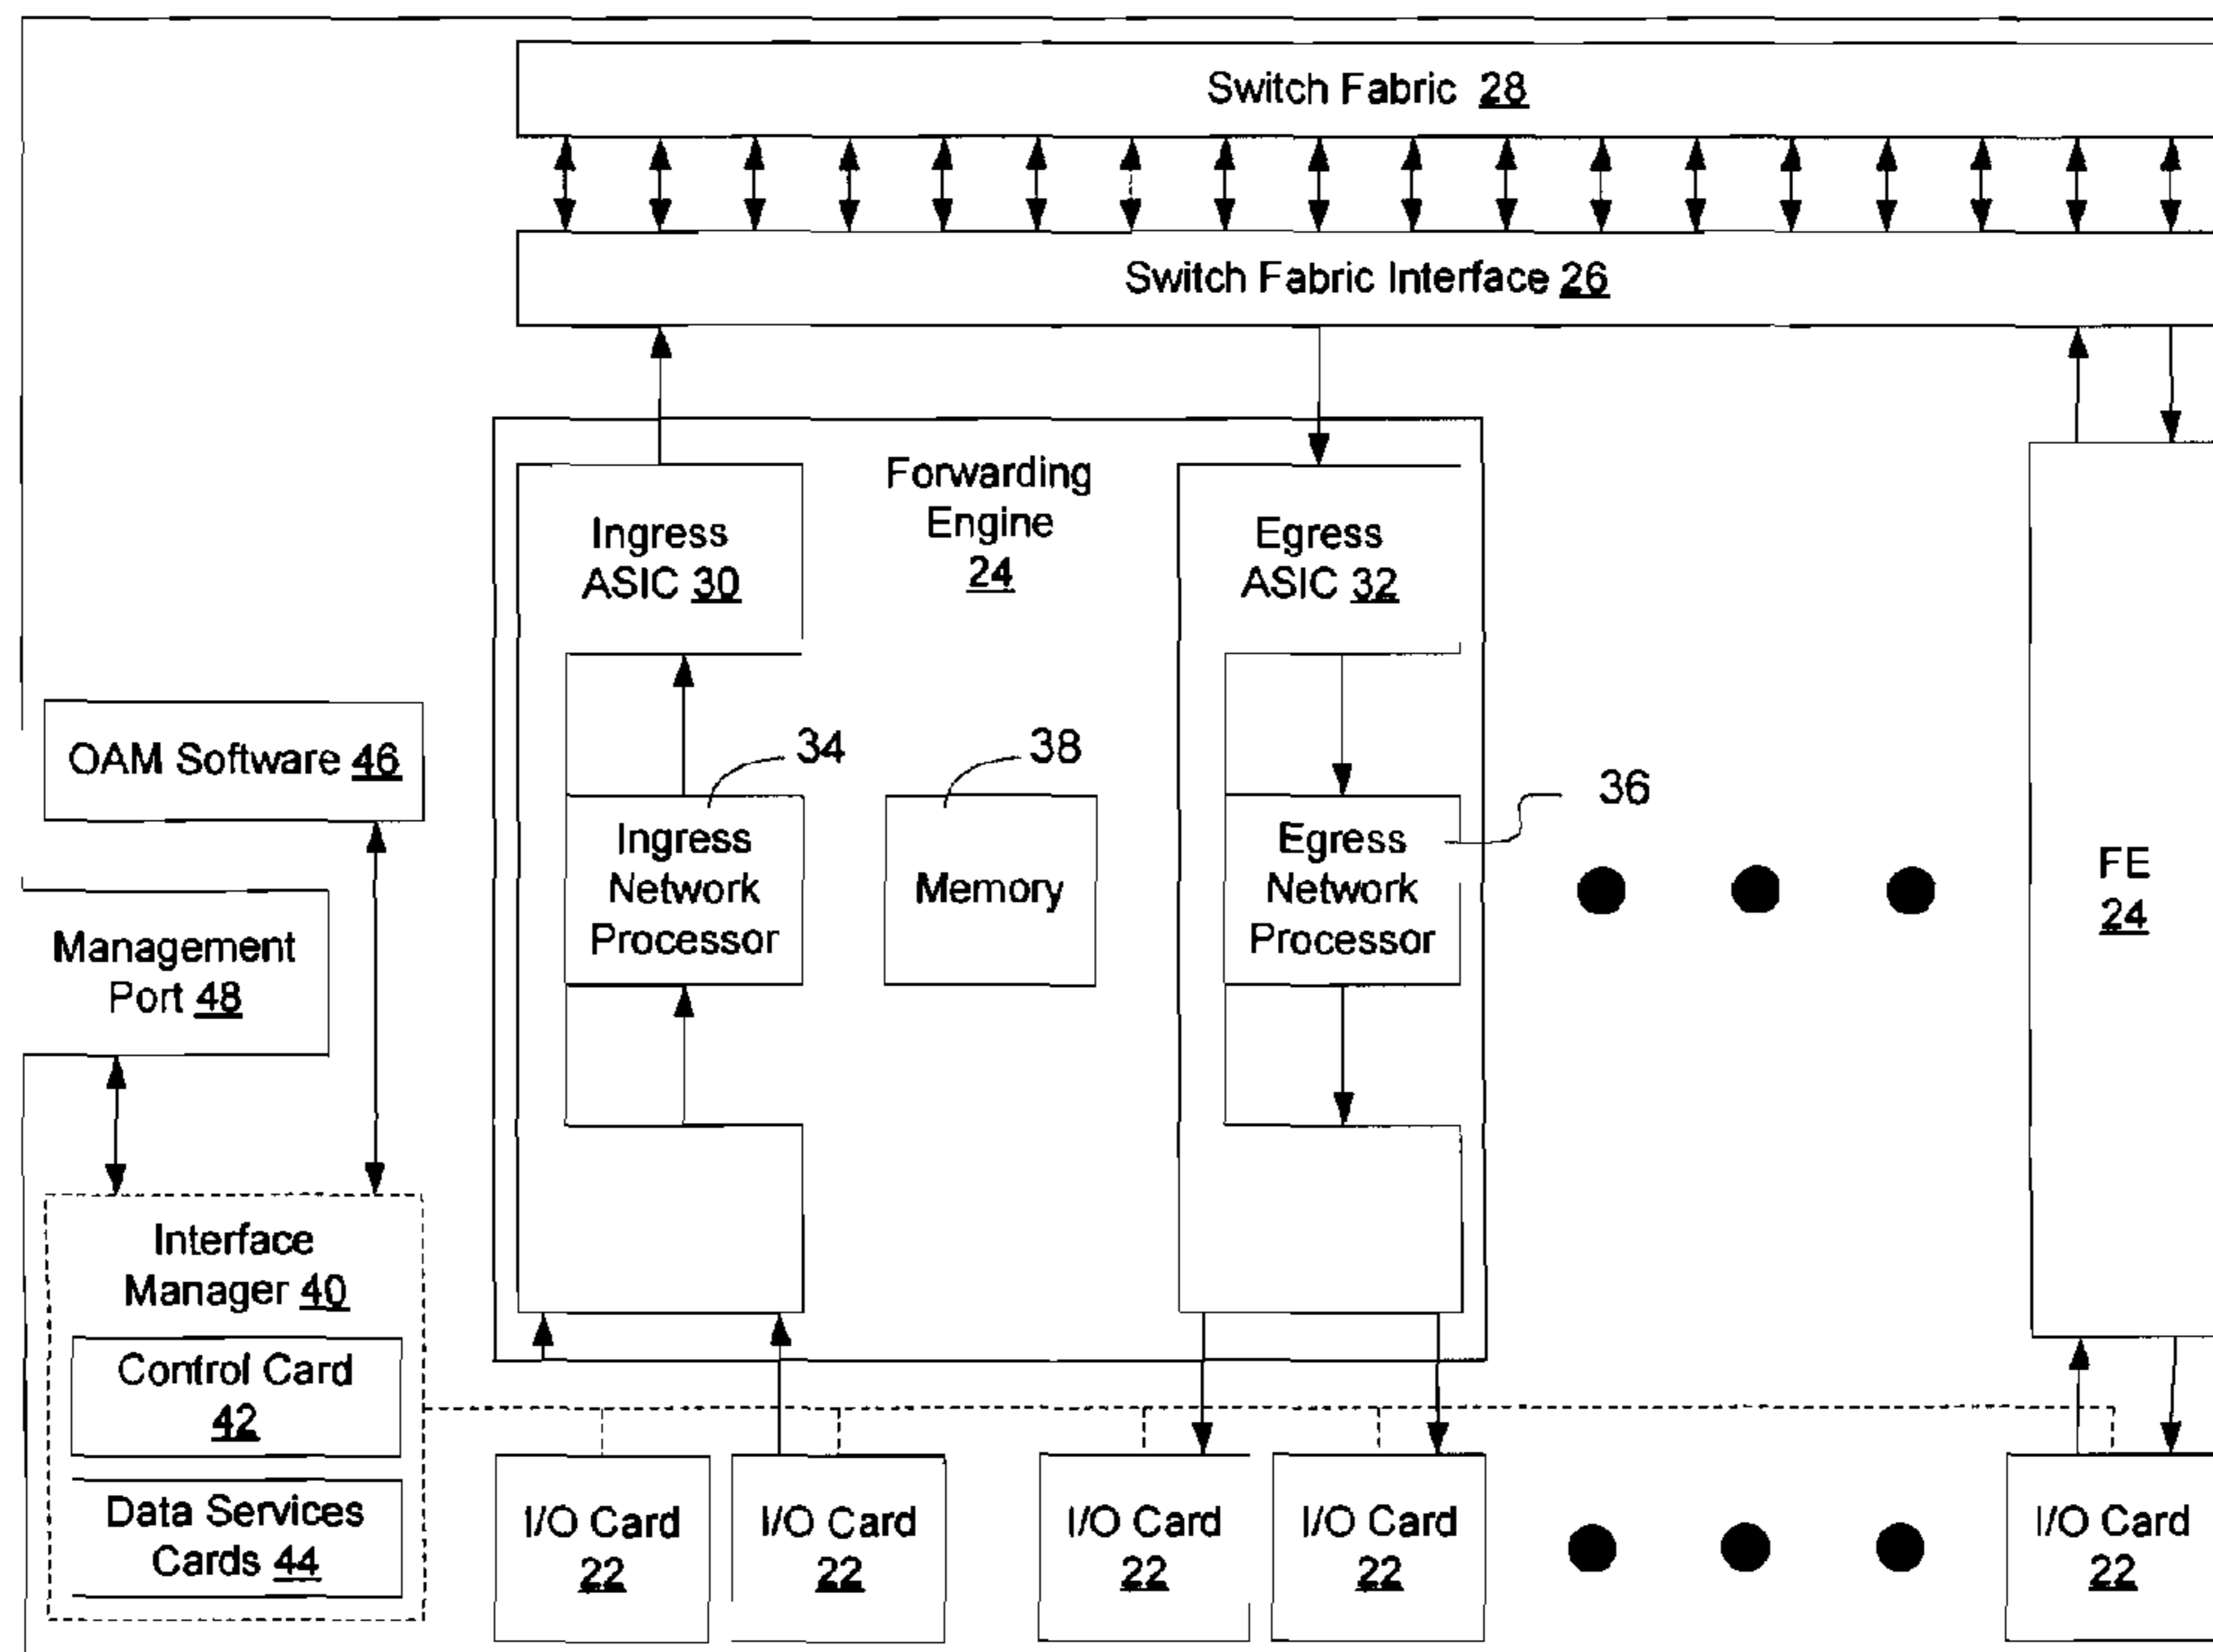 Switch Fabric 28
Switch Fabric Interface 26
Forwarding
Engine
24
Ingress
ASIC 30
Egress
ASIC 32
OAM Software 46
34
38
36
Ingress
Network
Processor
Memory
Egress
Network
Processor
FE
24
Management
Port 48
Interface
Manager 40
Control Card
42
Data Services
Cards 44
I/O Card
22
I/O Card
22
I/O Card
22
I/O Card
22
I/O Card
22